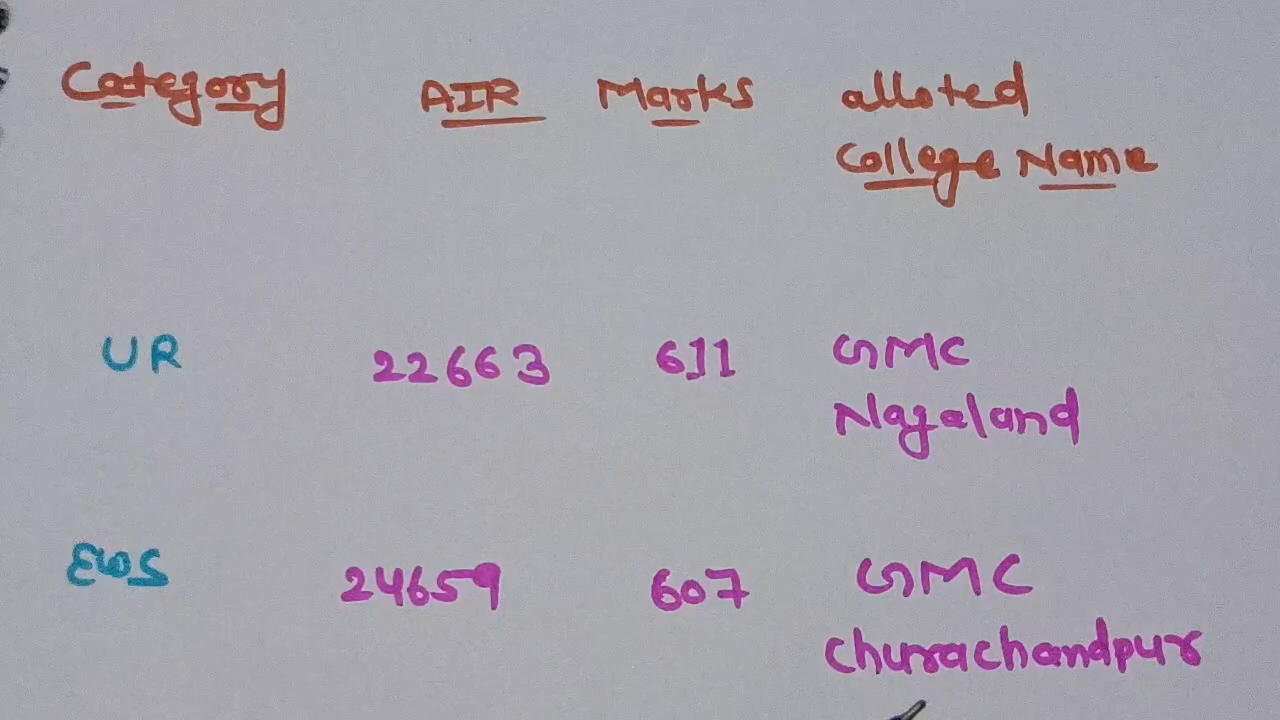 Category AIR Marks alloted
College Name
UR 22663 611 GMC
Nagaland
EWS 24659 607 GMC
Churachandpur